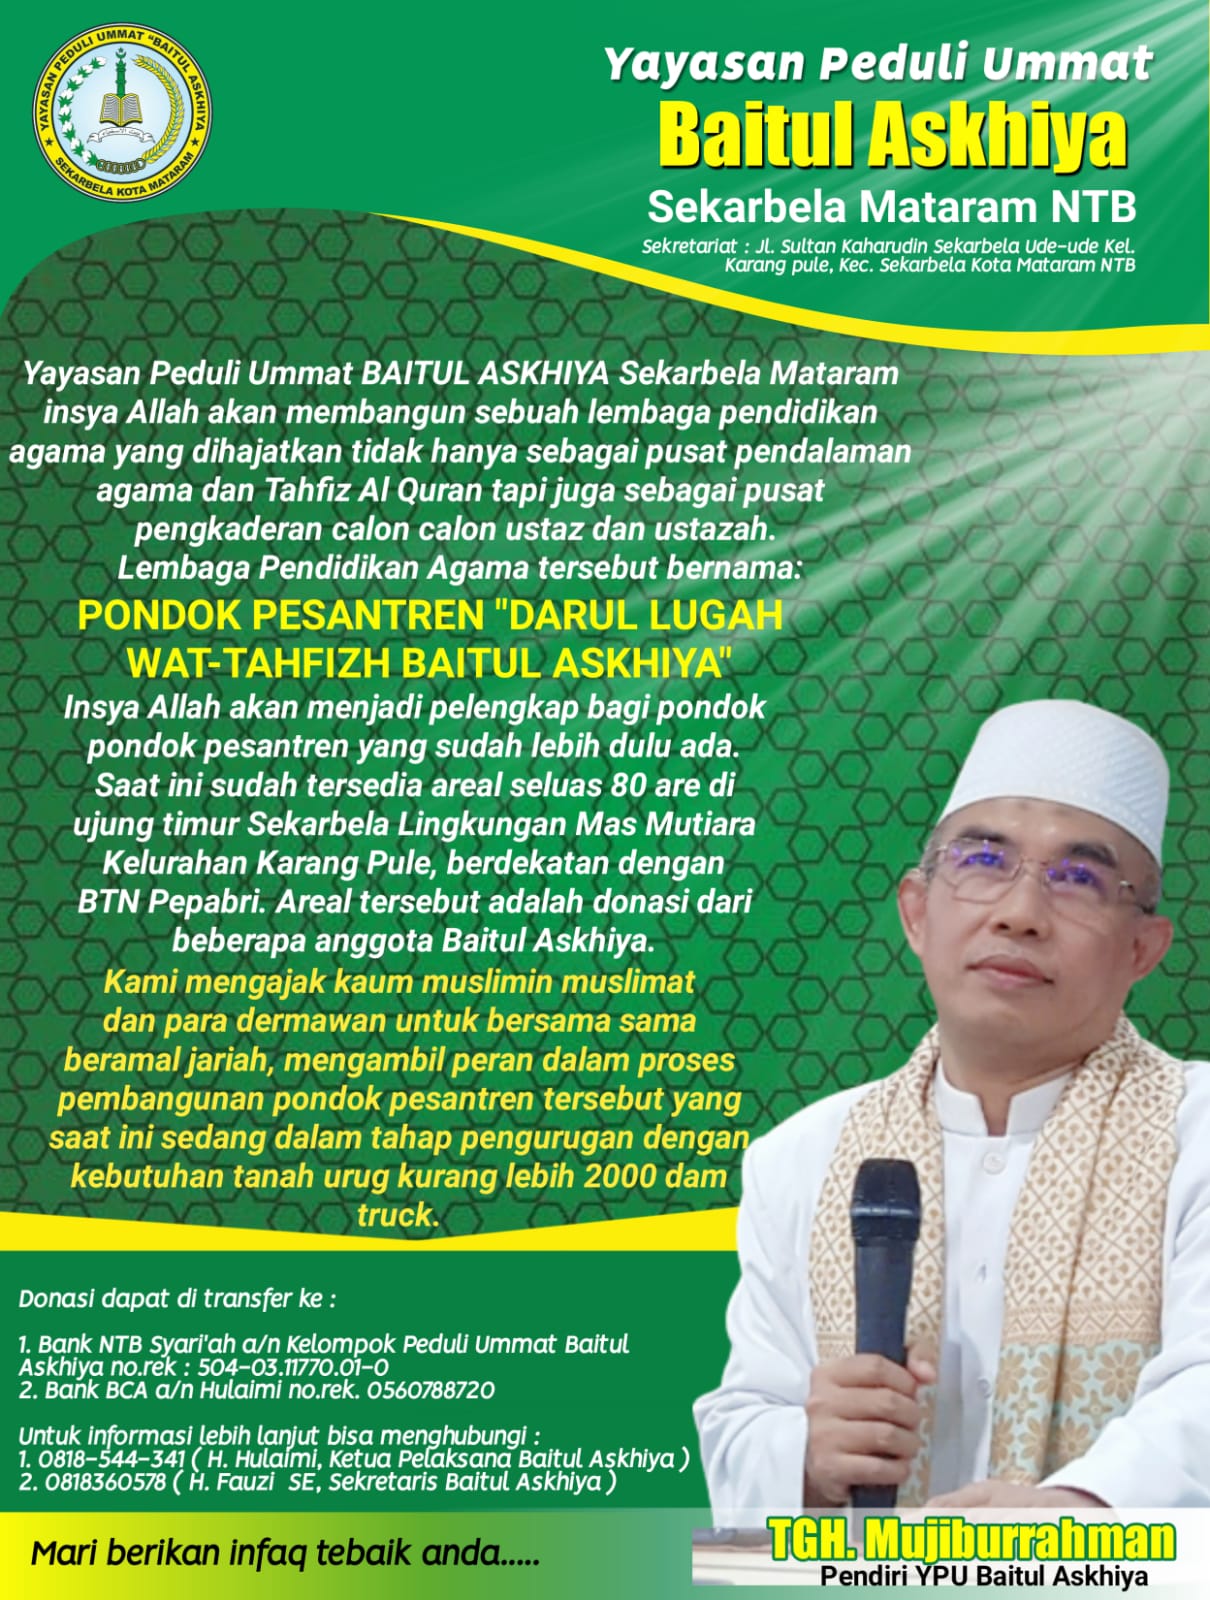 YAYASAN PEDULI UMMAT "BAITUL ASKHIYA"
SEKARBELA KOTA MATARAM
Yayasan Peduli Ummat
Baitul Askhiya
Sekarbela Mataram NTB
Sekretariat : Jl. Sultan Kaharudin Sekarbela Ude-ude Kel.
Karang pule, Kec. Sekarbela Kota Mataram NTB
Yayasan Peduli Ummat BAITUL ASKHIYA Sekarbela Mataram
insya Allah akan membangun sebuah lembaga pendidikan
agama yang dihajatkan tidak hanya sebagai pusat pendalaman
agama dan Tahfiz Al Quran tapi juga sebagai pusat
pengkaderan calon calon ustaz dan ustazah.
Lembaga Pendidikan Agama tersebut bernama:
PONDOK PESANTREN "DARUL LUGAH
WAT-TAHFIZH BAITUL ASKHIYA"
Insya Allah akan menjadi pelengkap bagi pondok
pondok pesantren yang sudah lebih dulu ada.
Saat ini sudah tersedia areal seluas 80 are di
ujung timur Sekarbela Lingkungan Mas Mutiara
Kelurahan Karang Pule, berdekatan dengan
BTN Pepabri. Areal tersebut adalah donasi dari
beberapa anggota Baitul Askhiya.
Kami mengajak kaum muslimin muslimat
dan para dermawan untuk bersama sama
beramal jariah, mengambil peran dalam proses
pembangunan pondok pesantren tersebut yang
saat ini sedang dalam tahap pengurugan dengan
kebutuhan tanah urug kurang lebih 2000 dam
truck.
Donasi dapat di transfer ke :
1. Bank NTB Syari'ah a/n Kelompok Peduli Ummat Baitul
Askhiya no.rek : 504-03.11770.01-0
2. Bank BCA a/n Hulaimi no.rek. 0560788720
Untuk informasi lebih lanjut bisa menghubungi :
1. 0818-544-341 ( H. Hulaimi, Ketua Pelaksana Baitul Askhiya )
2. 0818360578 ( H. Fauzi  SE, Sekretaris Baitul Askhiya )
Mari berikan infaq tebaik anda.....
TGH. Mujiburrahman
Pendiri YPU Baitul Askhiya